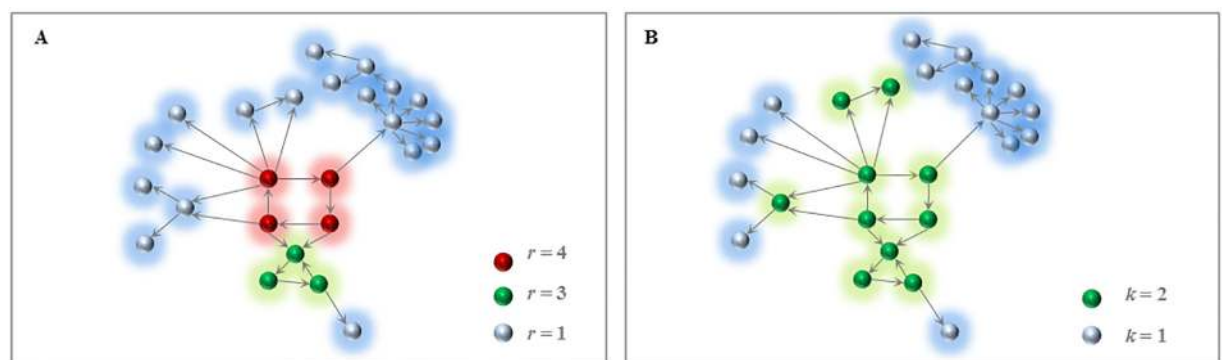 A
r = 4
r = 3
r = 1
B
k = 2
k = 1